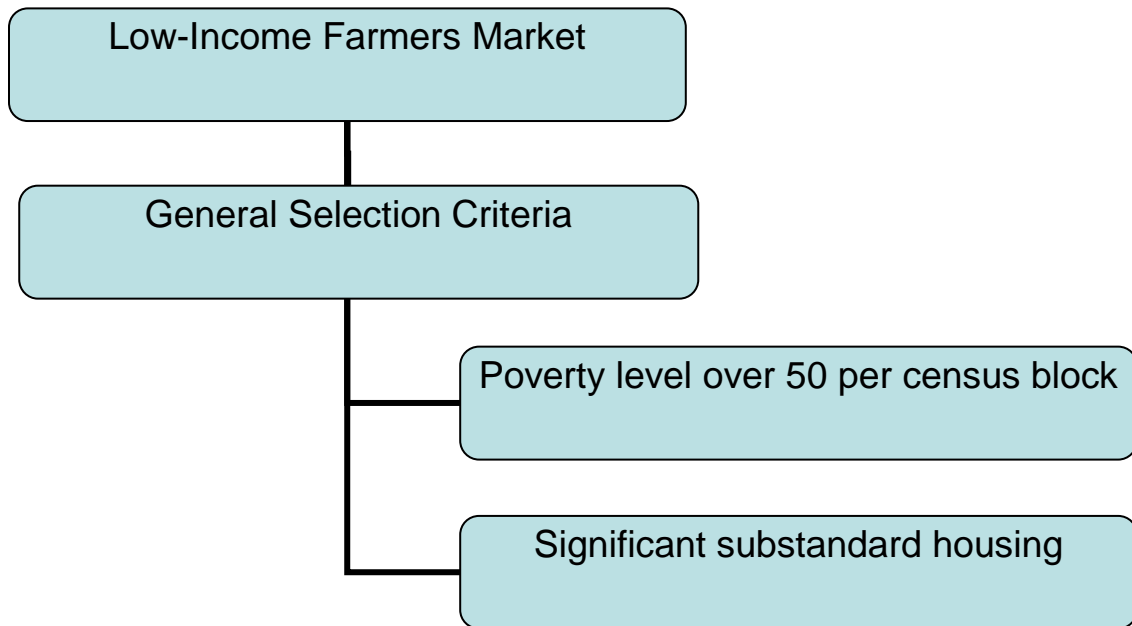 Low-Income Farmers Market
General Selection Criteria
Poverty level over 50 per census block
Significant substandard housing